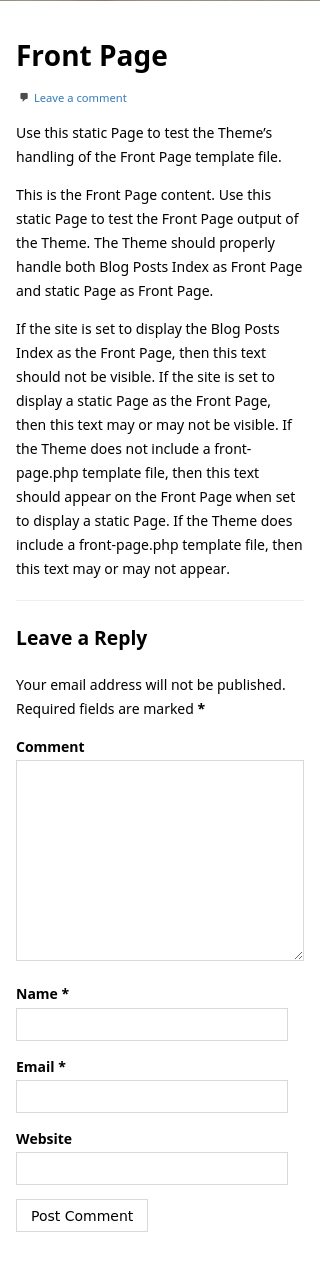 Front Page
Leave a comment
Use this static Page to test the Theme’s
handling of the Front Page template file.
This is the Front Page content. Use this
static Page to test the Front Page output of
the Theme. The Theme should properly
handle both Blog Posts Index as Front Page
and static Page as Front Page.
If the site is set to display the Blog Posts
Index as the Front Page, then this text
should not be visible. If the site is set to
display a static Page as the Front Page,
then this text may or may not be visible. If
the Theme does not include a front-
page.php template file, then this text
should appear on the Front Page when set
to display a static Page. If the Theme does
include a front-page.php template file, then
this text may or may not appear.
Leave a Reply
Your email address will not be published.
Required fields are marked *
Comment
Name *
Email *
Website
Post Comment